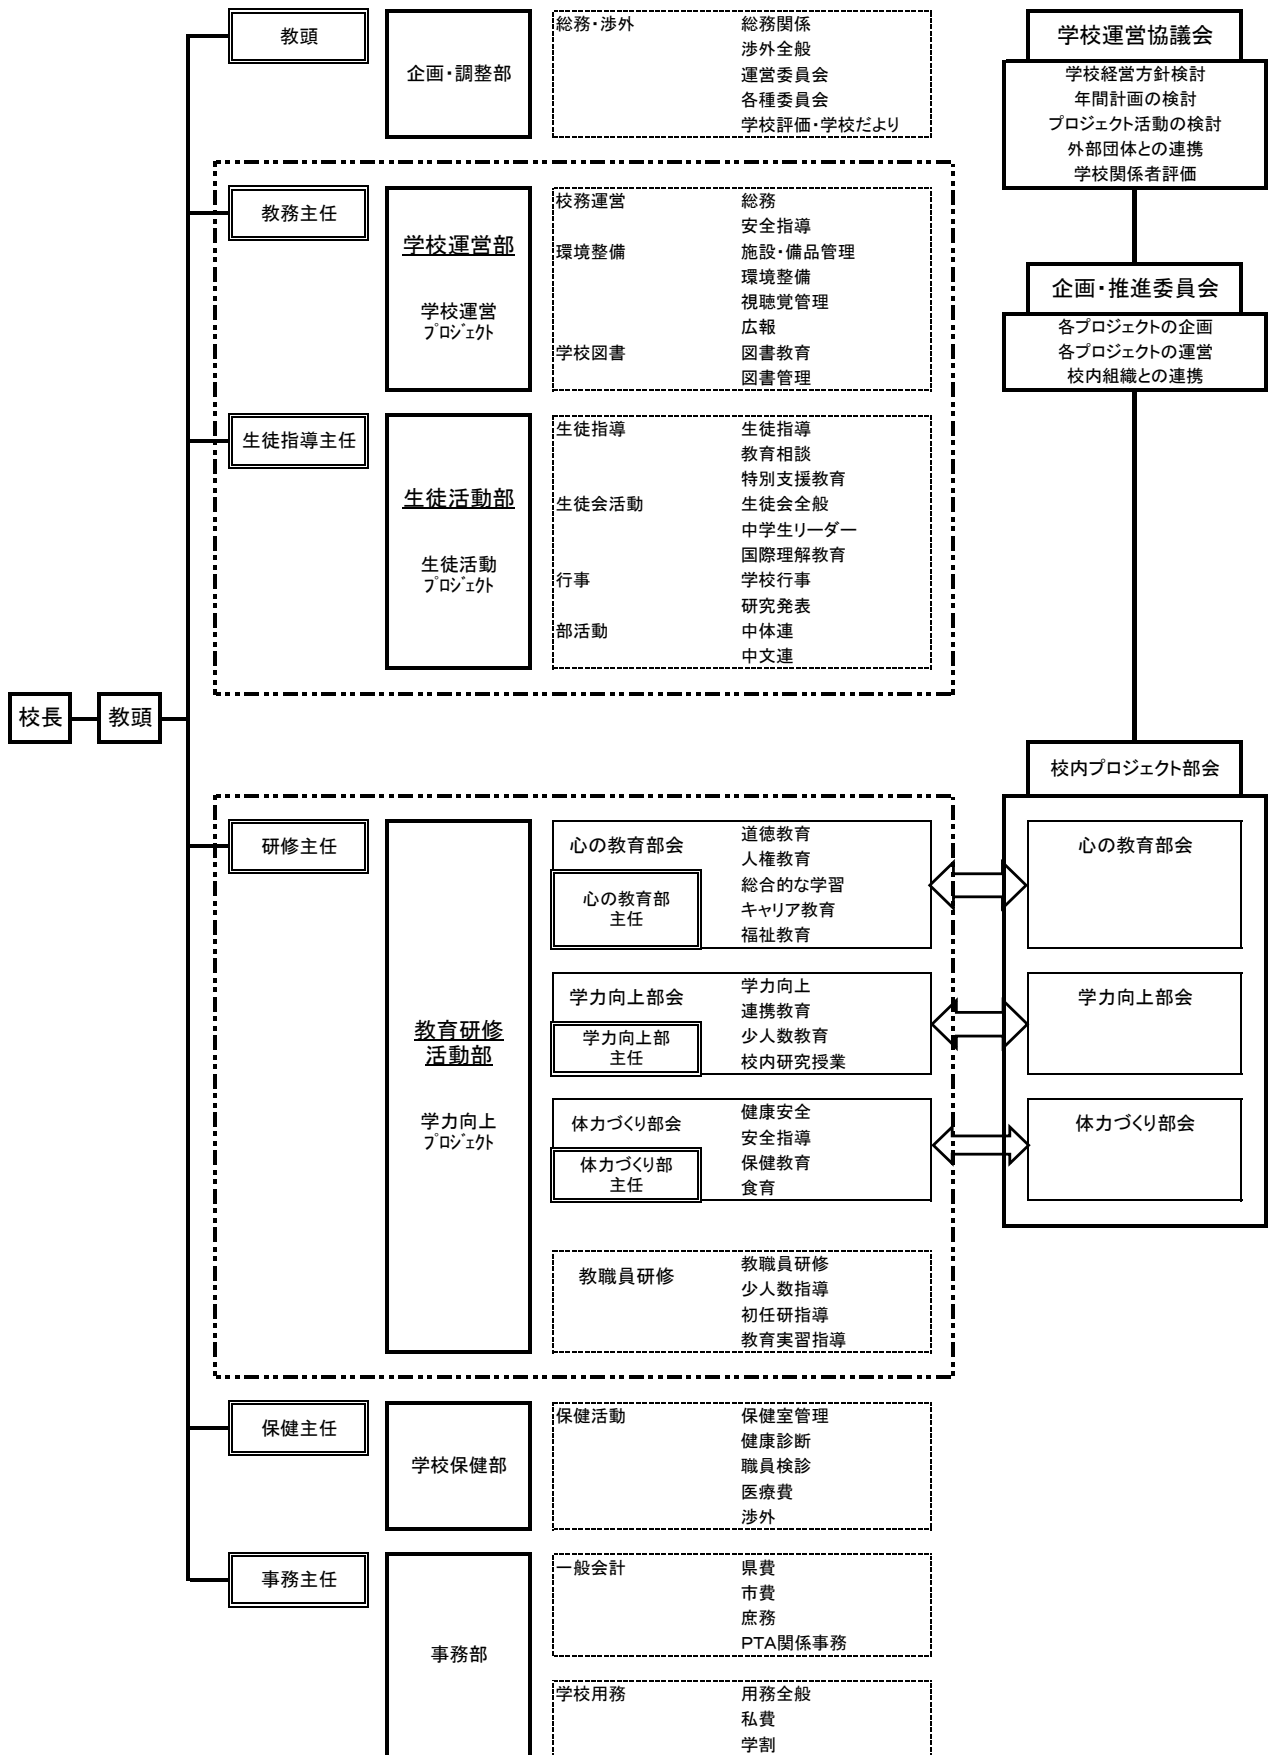 教頭
企画・調整部
総務・渉外
総務関係
渉外全般
運営委員会
各種委員会
学校評価・学校だより
学校運営協議会
学校経営方針検討
年間計画の検討
プロジェクト活動の検討
外部団体との連携
学校関係者評価
教務主任
学校運営部
学校運営
プロジェクト
校務運営
総務
安全指導
環境整備
施設・備品管理
環境整備
視聴覚管理
広報
学校図書
図書教育
図書管理
企画・推進委員会
各プロジェクトの企画
各プロジェクトの運営
校内組織との連携
生徒指導主任
生徒活動部
生徒活動
プロジェクト
生徒指導
生徒指導
教育相談
特別支援教育
生徒会活動
生徒会全般
中学生リーダー
国際理解教育
行事
学校行事
研究発表
部活動
中体連
中文連
校長
教頭
校内プロジェクト部会
研修主任
教育研修
活動部
学力向上
プロジェクト
心の教育部会
心の教育部
主任
道徳教育
人権教育
総合的な学習
キャリア教育
福祉教育
心の教育部会
学力向上部会
学力向上部
主任
学力向上
連携教育
少人数教育
校内研究授業
学力向上部会
体力づくり部会
体力づくり部
主任
健康安全
安全指導
保健教育
食育
体力づくり部会
教職員研修
教職員研修
少人数指導
初任研指導
教育実習指導
保健主任
学校保健部
保健活動
保健室管理
健康診断
職員検診
医療費
渉外
事務主任
事務部
一般会計
県費
市費
庶務
PTA関係事務
学校用務
用務全般
私費
学割